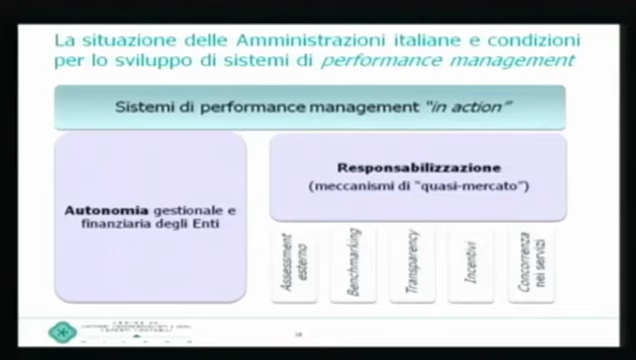 La situazione delle Amministrazioni italiane e condizioni
per lo sviluppo di sistemi di performance management
Sistemi di performance management "in action"
Autonomia gestionale e
finanziaria degli Enti
Responsabilizzazione
(meccanismi di "quasi-mercato")
Assessment
esterno
Benchmarking
Transparency
Incentivi
Concorrenza
nei servizi